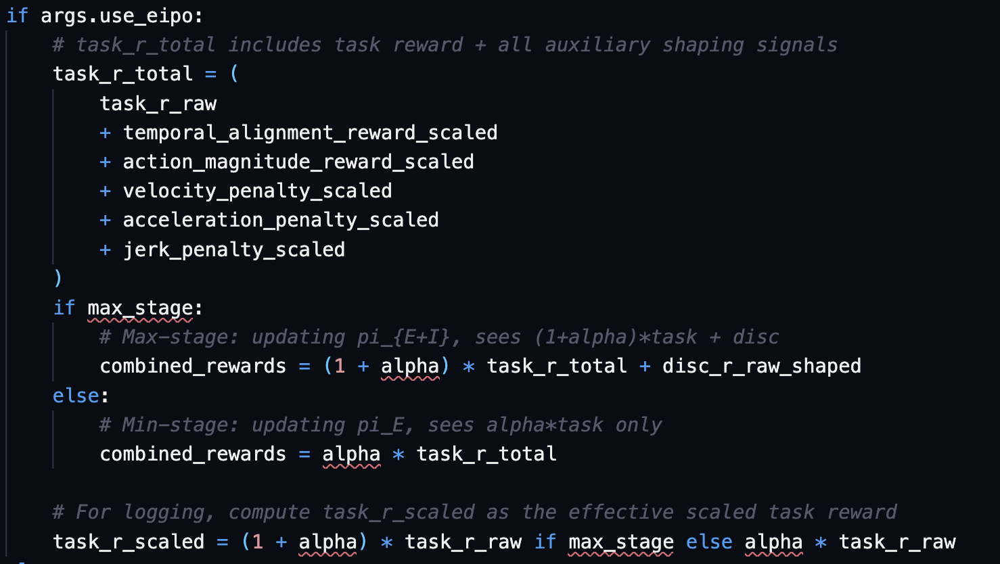 if args.use_eipo:
    # task_r_total includes task reward + all auxiliary shaping signals
    task_r_total = (
        task_r_raw
        + temporal_alignment_reward_scaled
        + action_magnitude_reward_scaled
        + velocity_penalty_scaled
        + acceleration_penalty_scaled
        + jerk_penalty_scaled
    )
    if max_stage:
        # Max-stage: updating pi_{E+I}, sees (1+alpha)*task + disc
        combined_rewards = (1 + alpha) * task_r_total + disc_r_raw_shaped
    else:
        # Min-stage: updating pi_E, sees alpha*task only
        combined_rewards = alpha * task_r_total

    # For logging, compute task_r_scaled as the effective scaled task reward
    task_r_scaled = (1 + alpha) * task_r_raw if max_stage else alpha * task_r_raw